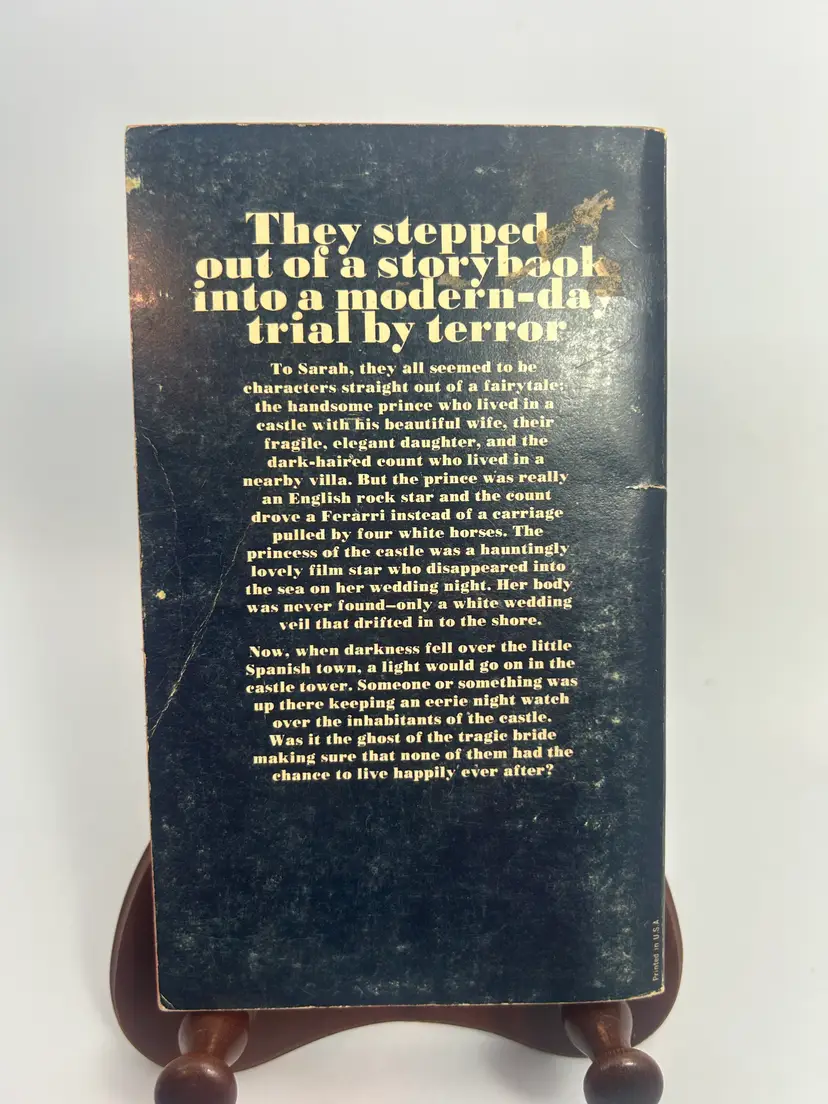 They stepped
out of a storybook
into a modern-day
trial by terror
To Sarah, they all seemed to be
characters straight out of a fairytale:
the handsome prince who lived in a
castle with his beautiful wife, their
fragile, elegant daughter, and the
dark-haired count who lived in a
nearby villa. But the prince was really
an English rock star and the count
drove a Ferarri instead of a carriage
pulled by four white horses. The
princess of the castle was a hauntingly
lovely film star who disappeared into
the sea on her wedding night. Her body
was never found—only a white wedding
veil that drifted in to the shore.
Now, when darkness fell over the little
Spanish town, a light would go on in the
castle tower. Someone or something was
up there keeping an eerie night watch
over the inhabitants of the castle.
Was it the ghost of the tragic bride
making sure that none of them had the
chance to live happily ever after?
Printed in U.S.A.